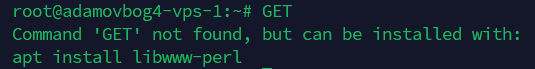 root@adamovbog4-vps-1:~# GET
Command 'GET' not found, but can be installed with:
apt install libwww-perl